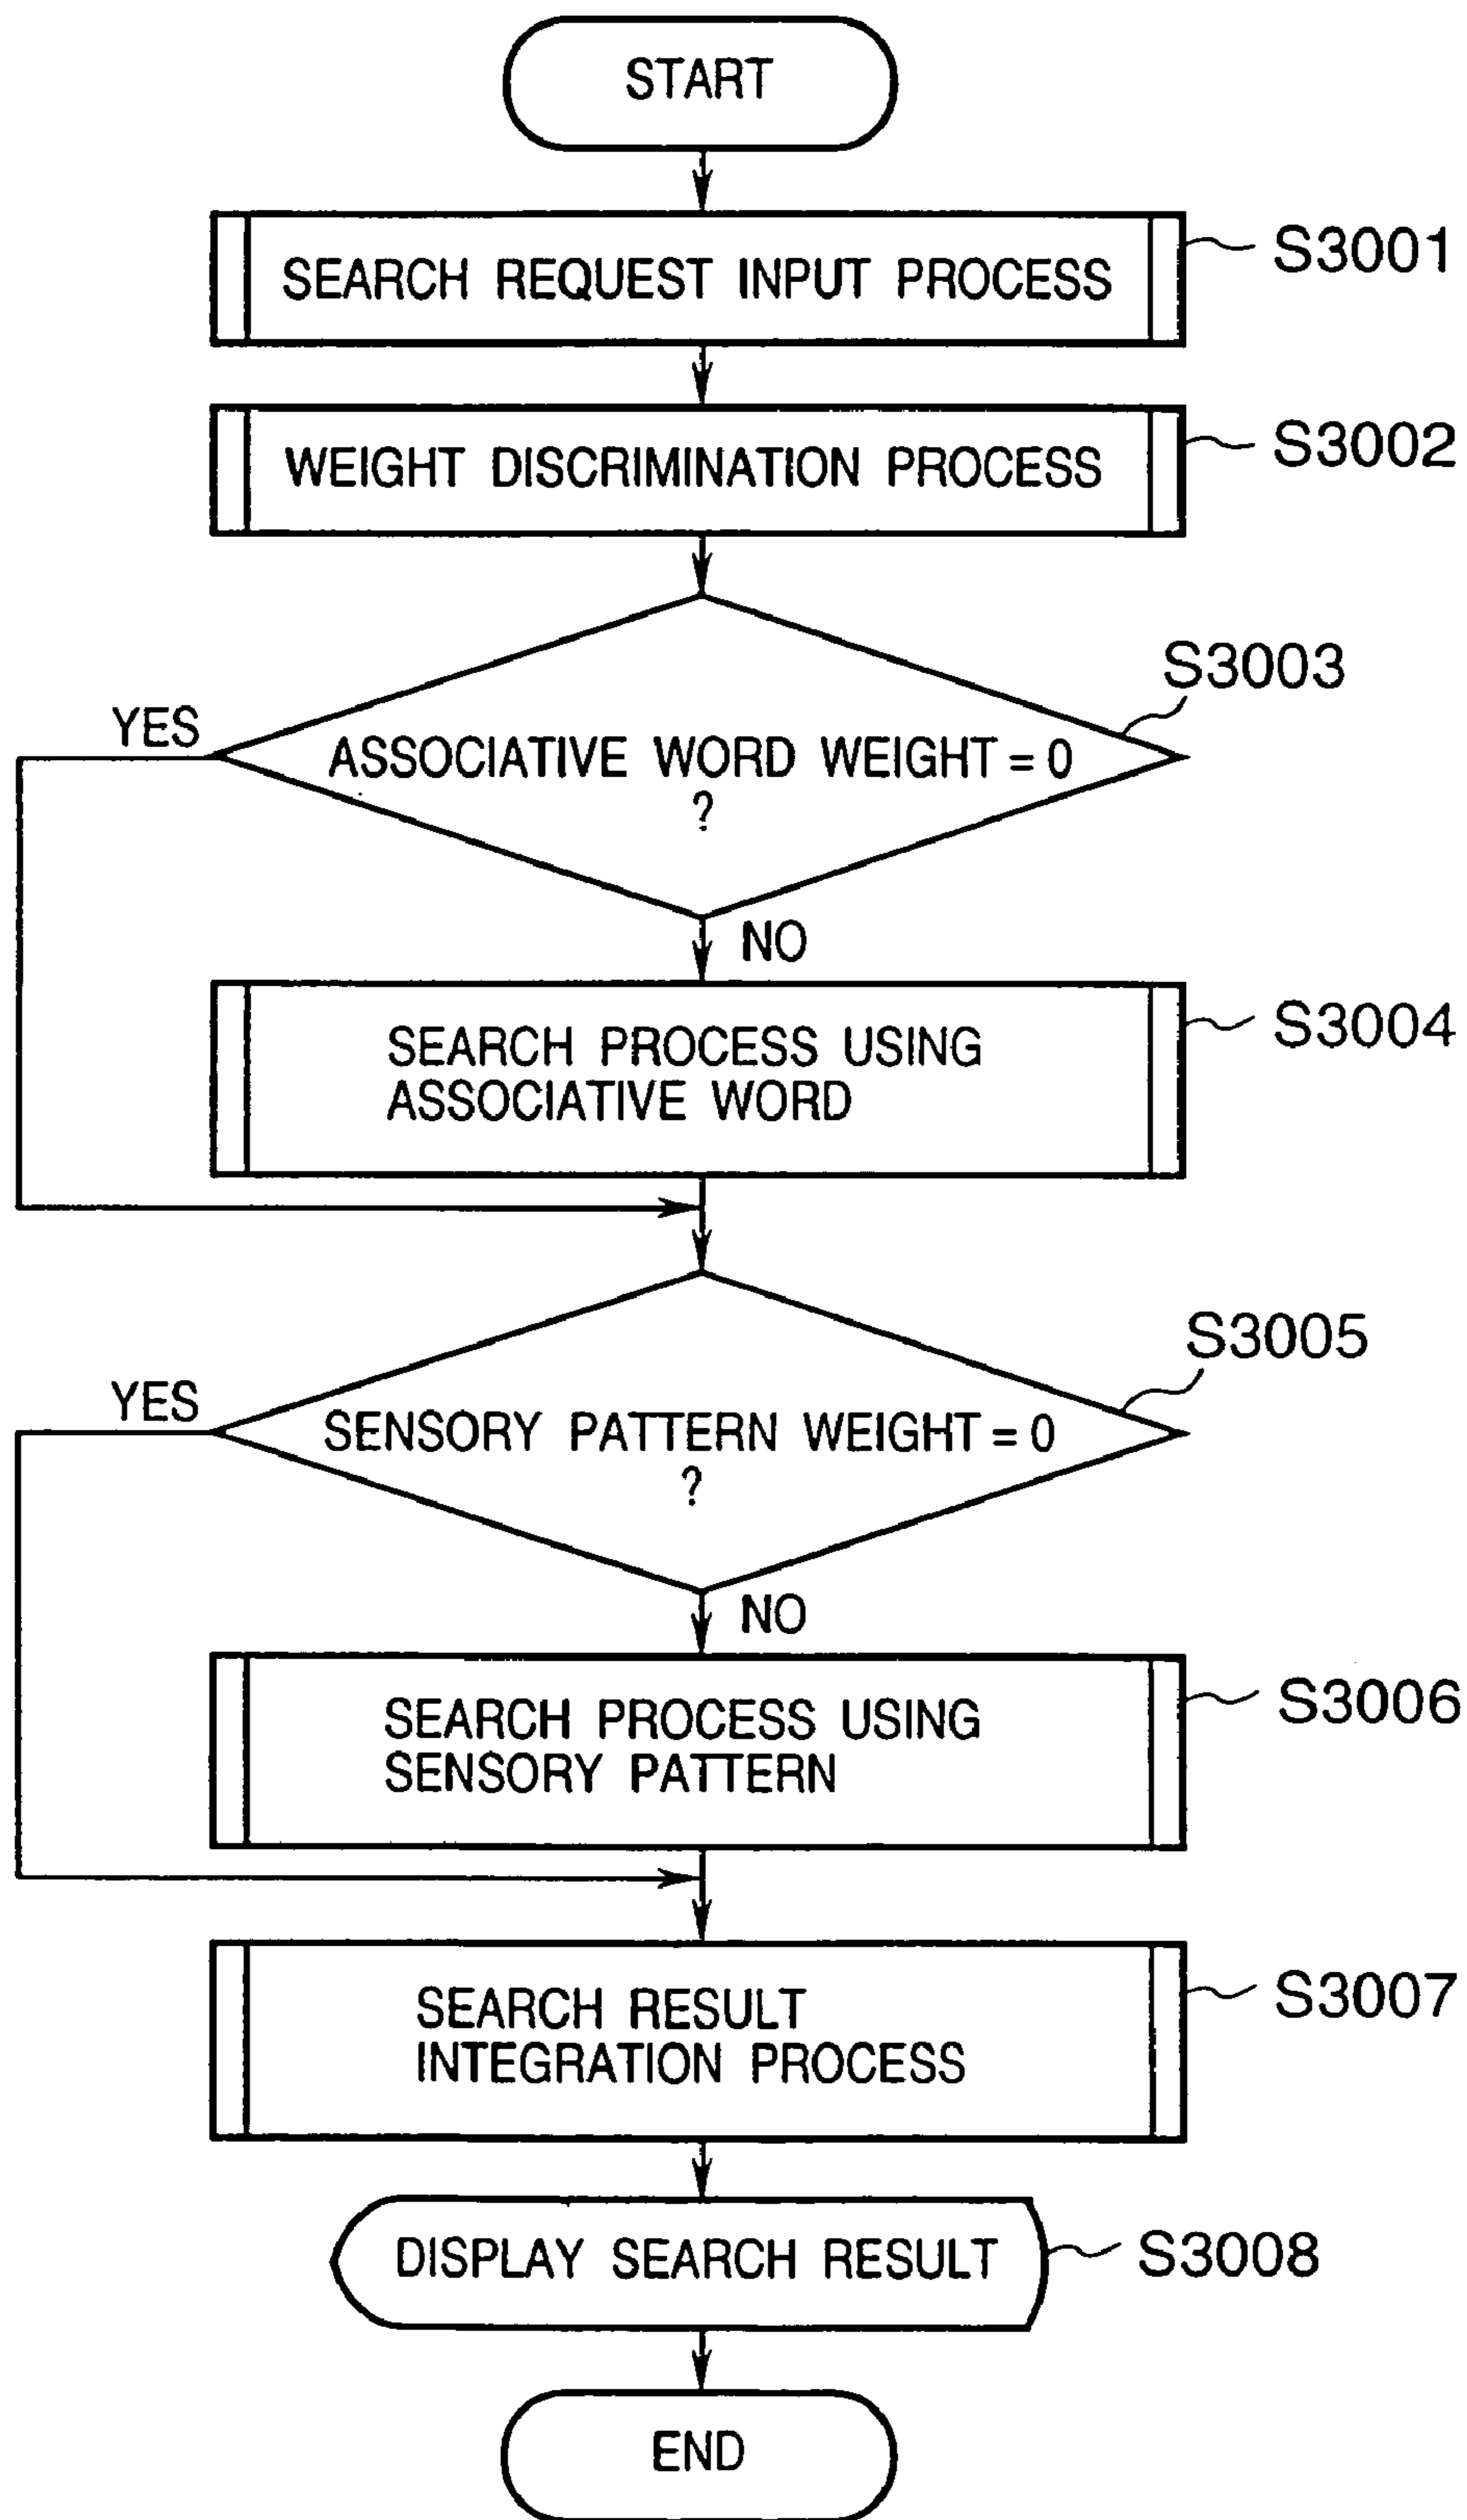 START
SEARCH REQUEST INPUT PROCESS
S3001
WEIGHT DISCRIMINATION PROCESS
S3002
S3003
YES
ASSOCIATIVE WORD WEIGHT = 0
?
NO
SEARCH PROCESS USING
ASSOCIATIVE WORD
S3004
S3005
YES
SENSORY PATTERN WEIGHT = 0
?
NO
SEARCH PROCESS USING
SENSORY PATTERN
S3006
SEARCH RESULT
INTEGRATION PROCESS
S3007
DISPLAY SEARCH RESULT
S3008
END